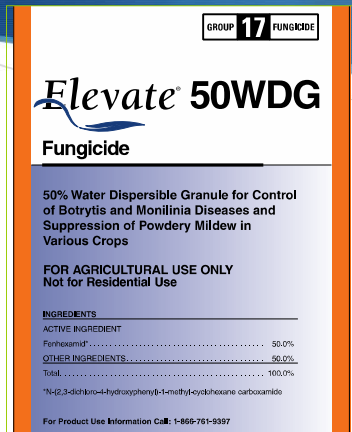 GROUP 17 FUNGICIDE
Elevate® 50WDG
Fungicide
50% Water Dispersible Granule for Control
of Botrytis and Monilinia Diseases and
Suppression of Powdery Mildew in
Various Crops
FOR AGRICULTURAL USE ONLY
Not for Residential Use
INGREDIENTS
ACTIVE INGREDIENT
Fenhexamid*........................................ 50.0%
OTHER INGREDIENTS................................ 50.0%
Total............................................... 100.0%
*N-(2,3-dichloro-4-hydroxyphenyl)-1-methyl-cyclohexane carboxamide
For Product Use Information Call: 1-866-761-9397